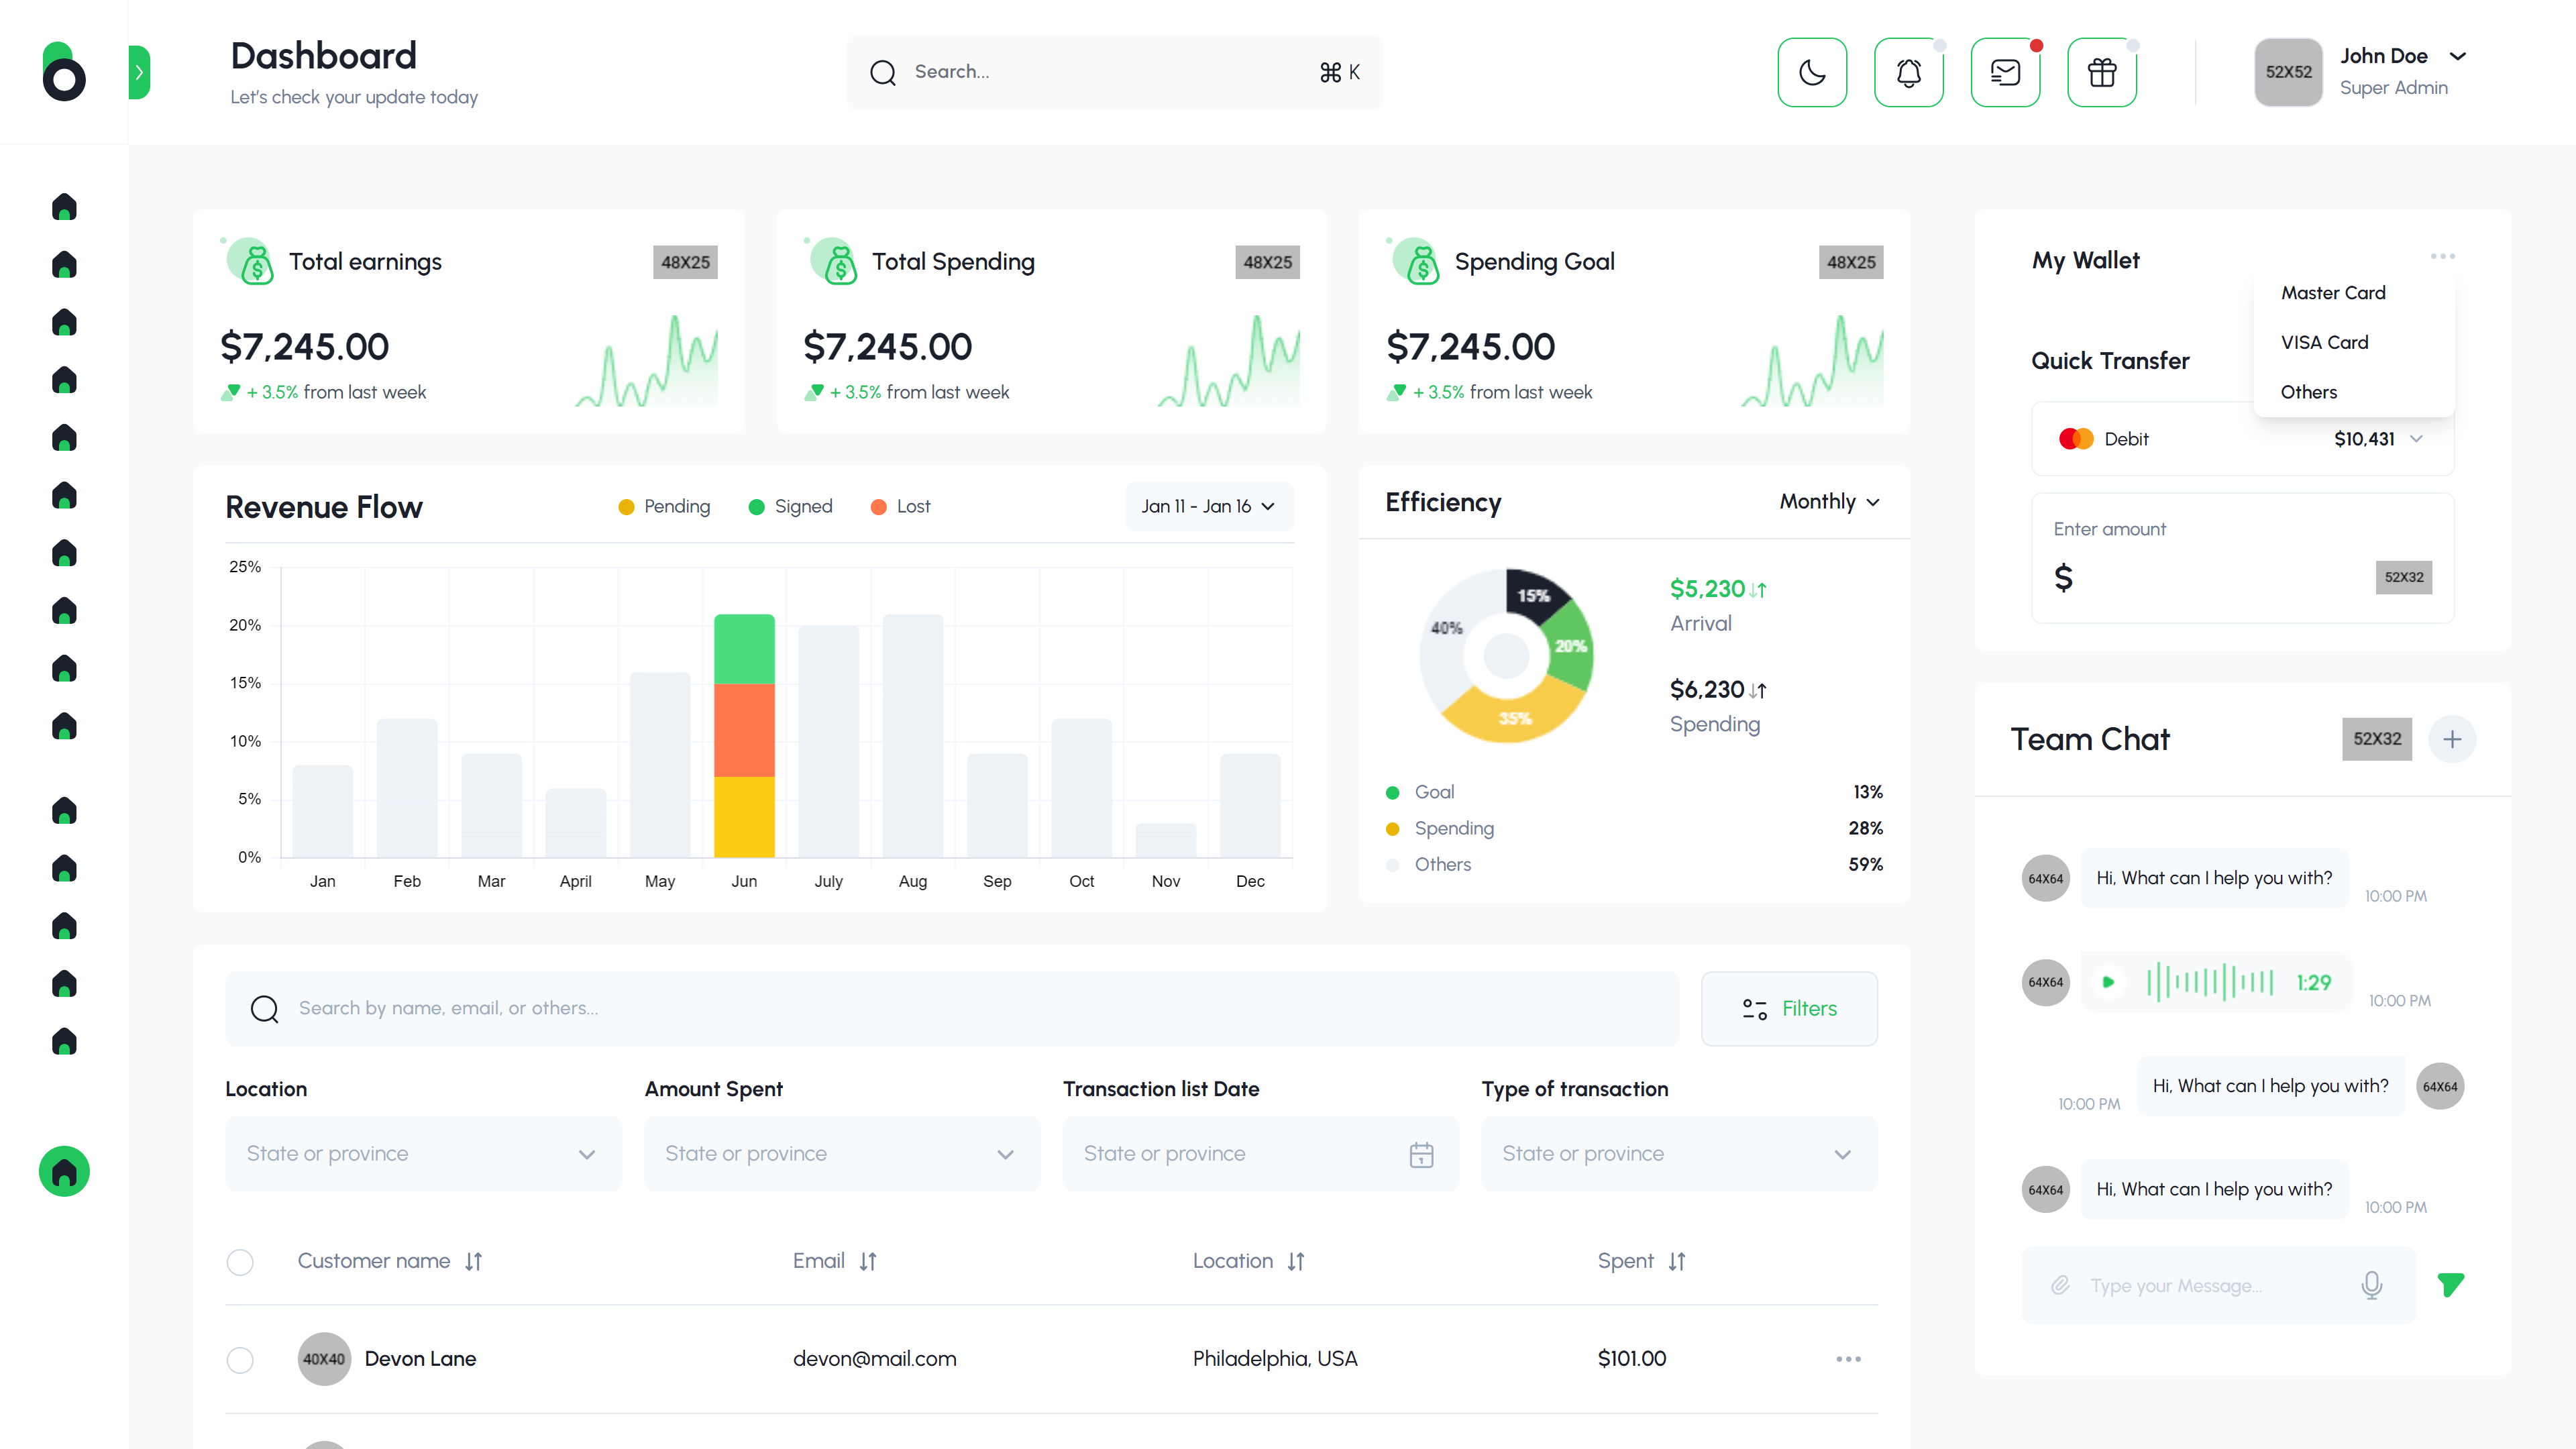 Dashboard
Let's check your update today
Search...
⌘ K
52X52
John Doe
Super Admin
Total earnings
48X25
$7,245.00
+ 3.5% from last week
Total Spending
48X25
$7,245.00
+ 3.5% from last week
Spending Goal
48X25
$7,245.00
+ 3.5% from last week
My Wallet
Master Card
VISA Card
Others
Quick Transfer
Debit
$10,431
Enter amount
$
52X32
Revenue Flow
Pending
Signed
Lost
Jan 11 - Jan 16
25%
20%
15%
10%
5%
0%
Jan
Feb
Mar
April
May
Jun
July
Aug
Sep
Oct
Nov
Dec
Efficiency
Monthly
15%
20%
35%
40%
$5,230
Arrival
$6,230
Spending
Goal
13%
Spending
28%
Others
59%
Team Chat
52X32
64X64
Hi, What can I help you with?
10:00 PM
64X64
1:29
10:00 PM
10:00 PM
Hi, What can I help you with?
64X64
64X64
Hi, What can I help you with?
10:00 PM
Type your Message...
Search by name, email, or others...
Filters
Location
Amount Spent
Transaction list Date
Type of transaction
State or province
State or province
State or province
1
State or province
Customer name
Email
Location
Spent
40X40
Devon Lane
devon@mail.com
Philadelphia, USA
$101.00